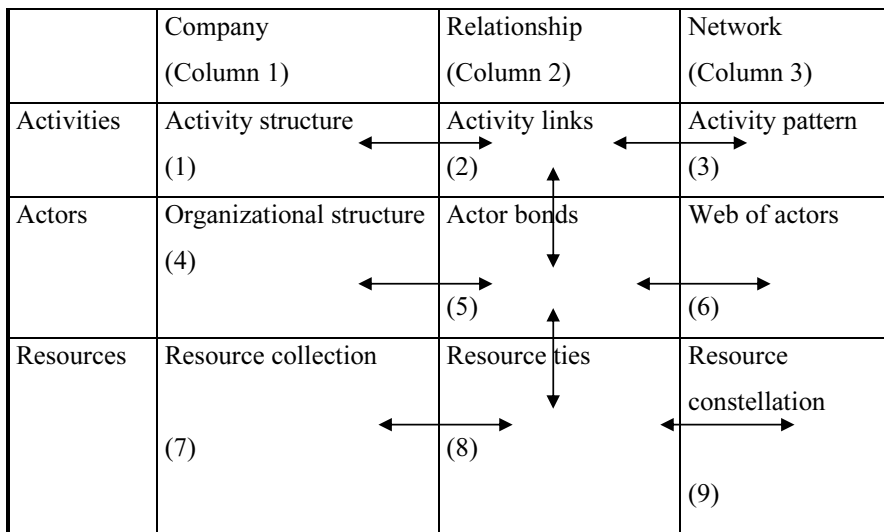 Company Relationship Network
(Column 1) (Column 2) (Column 3)
Activities Activity structure Activity links Activity pattern
(1) (2) (3)
Actors Organizational structure Actor bonds Web of actors
(4)
(5) (6)
Resources Resource collection Resource ties Resource
constellation
(7) (8)
(9)